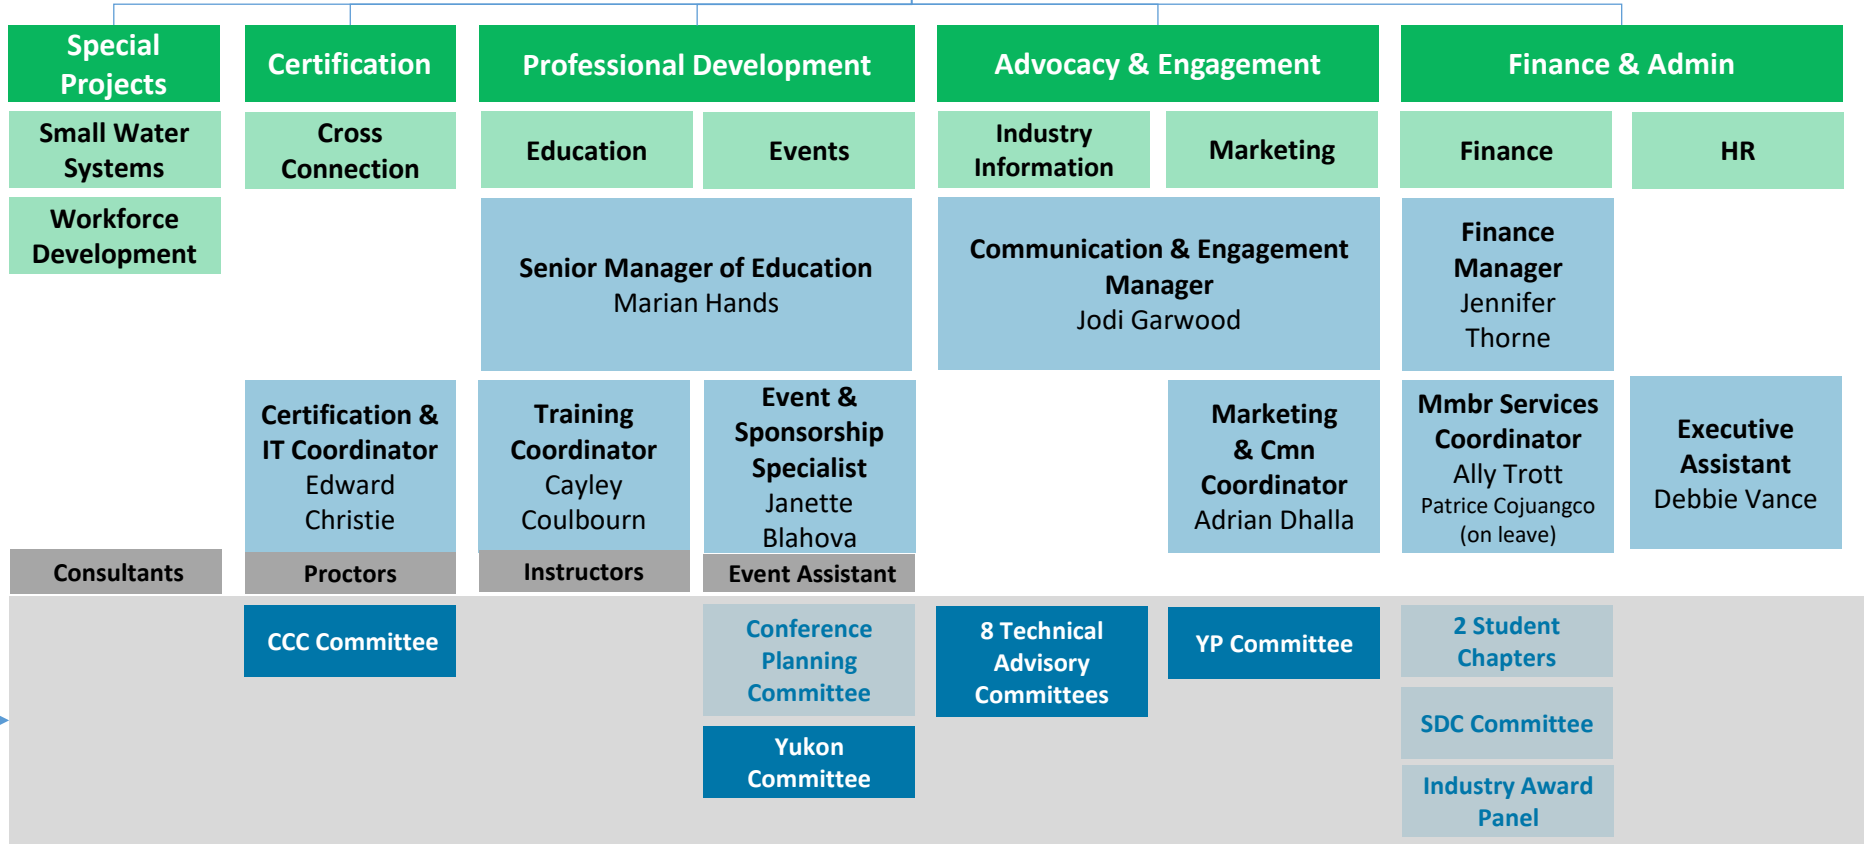 Special
Projects
Certification
Professional Development
Advocacy & Engagement
Finance & Admin
Small Water
Systems
Cross
Connection
Education
Events
Industry
Information
Marketing
Finance
HR
Workforce
Development
Senior Manager of Education
Marian Hands
Communication & Engagement
Manager
Jodi Garwood
Finance
Manager
Jennifer
Thorne
Certification &
IT Coordinator
Edward
Christie
Training
Coordinator
Cayley
Coulbourn
Event &
Sponsorship
Specialist
Janette
Blahova
Marketing
& Cmn
Coordinator
Adrian Dhalla
Mmbr Services
Coordinator
Ally Trott
Patrice Cojuangco
(on leave)
Executive
Assistant
Debbie Vance
Consultants
Proctors
Instructors
Event Assistant
CCC Committee
Conference
Planning
Committee
8 Technical
Advisory
Committees
YP Committee
2 Student
Chapters
SDC Committee
Yukon
Committee
Industry Award
Panel